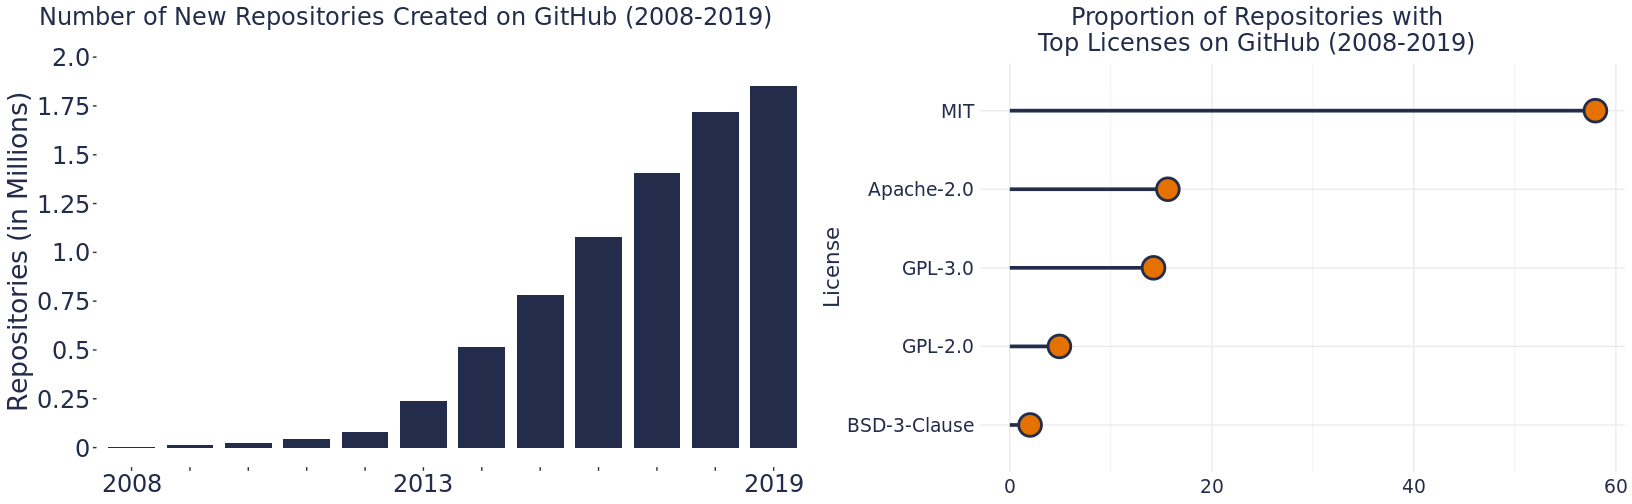 Number of New Repositories Created on GitHub (2008-2019)
Repositories (in Millions)
2.0
1.75
1.5
1.25
1.0
0.75
0.5
0.25
0
2008
2013
2019
Proportion of Repositories with
Top Licenses on GitHub (2008-2019)
License
MIT
Apache-2.0
GPL-3.0
GPL-2.0
BSD-3-Clause
0
20
40
60